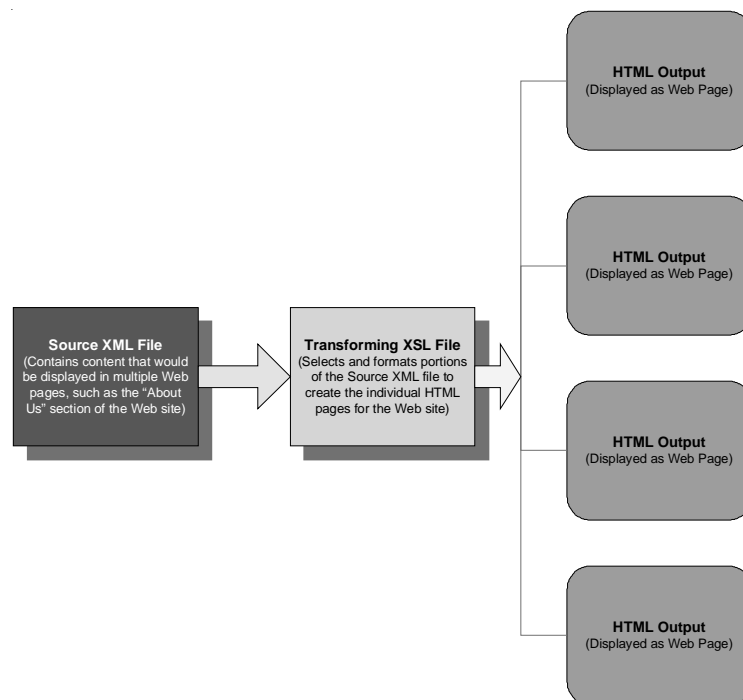 Source XML File
(Contains content that would
be displayed in multiple Web
pages, such as the “About
Us” section of the Web site)
Transforming XSL File
(Selects and formats portions
of the Source XML file to
create the individual HTML
pages for the Web site)
HTML Output
(Displayed as Web Page)
HTML Output
(Displayed as Web Page)
HTML Output
(Displayed as Web Page)
HTML Output
(Displayed as Web Page)